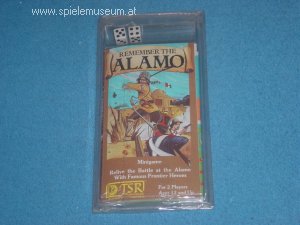 www.spielemuseum.at
REMEMBER THE
ALAMO
Minigame
Relive the Battle at the Alamo
With Famous Frontier Heroes
TSR
For 2 Players
Ages 12 and Up